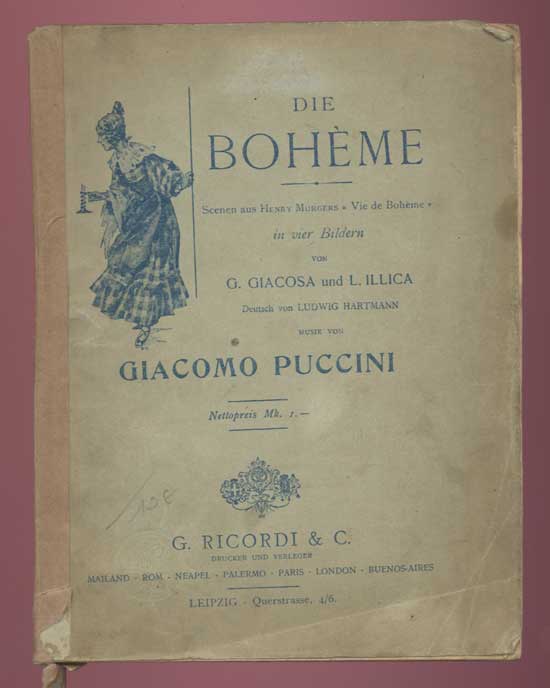 DIE
BOHÈME
Scenen aus HENRY MURGERS « Vie de Bohème »
in vier Bildern
VON
G. GIACOSA und L. ILLICA
Deutsch von LUDWIG HARTMANN
MUSIK VON
GIACOMO PUCCINI
Nettopreis Mk. 1.—
G. RICORDI & C.
DRUCKER UND VERLEGER
MAILAND - ROM - NEAPEL - PALERMO - PARIS - LONDON - BUENOS-AIRES
LEIPZIG - Querstrasse, 4/6.